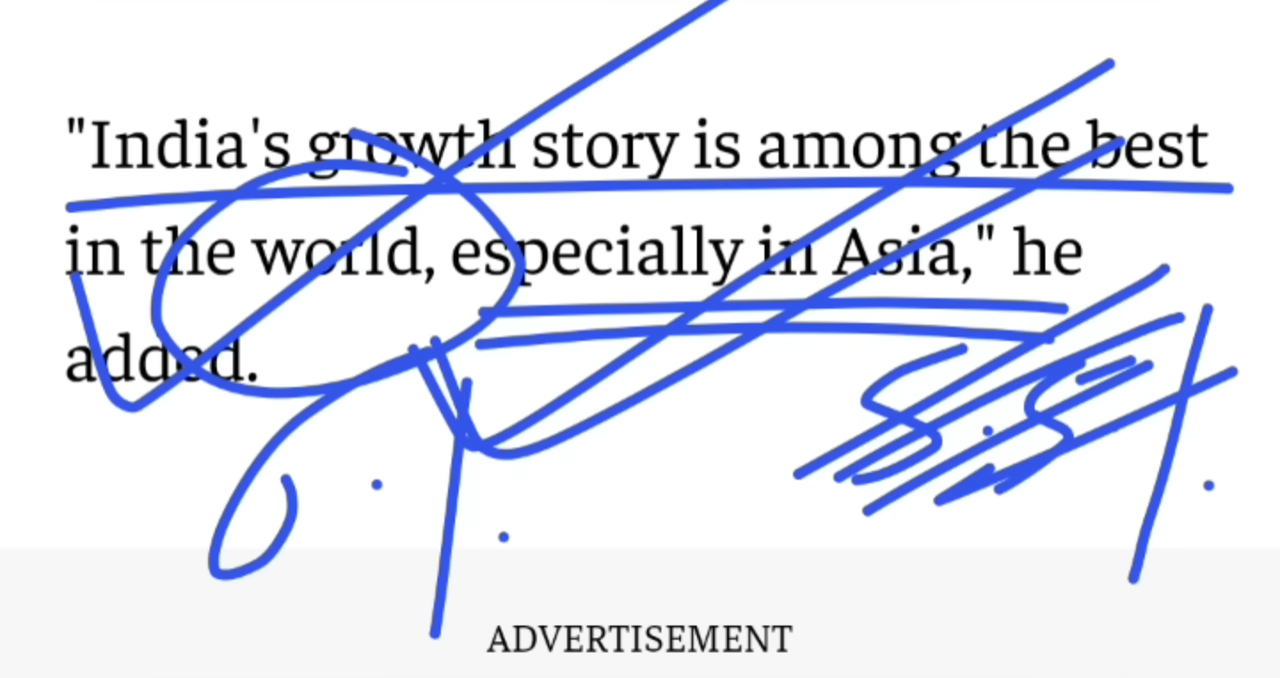 "India's growth story is among the best
in the world, especially in Asia," he
added.
ADVERTISEMENT